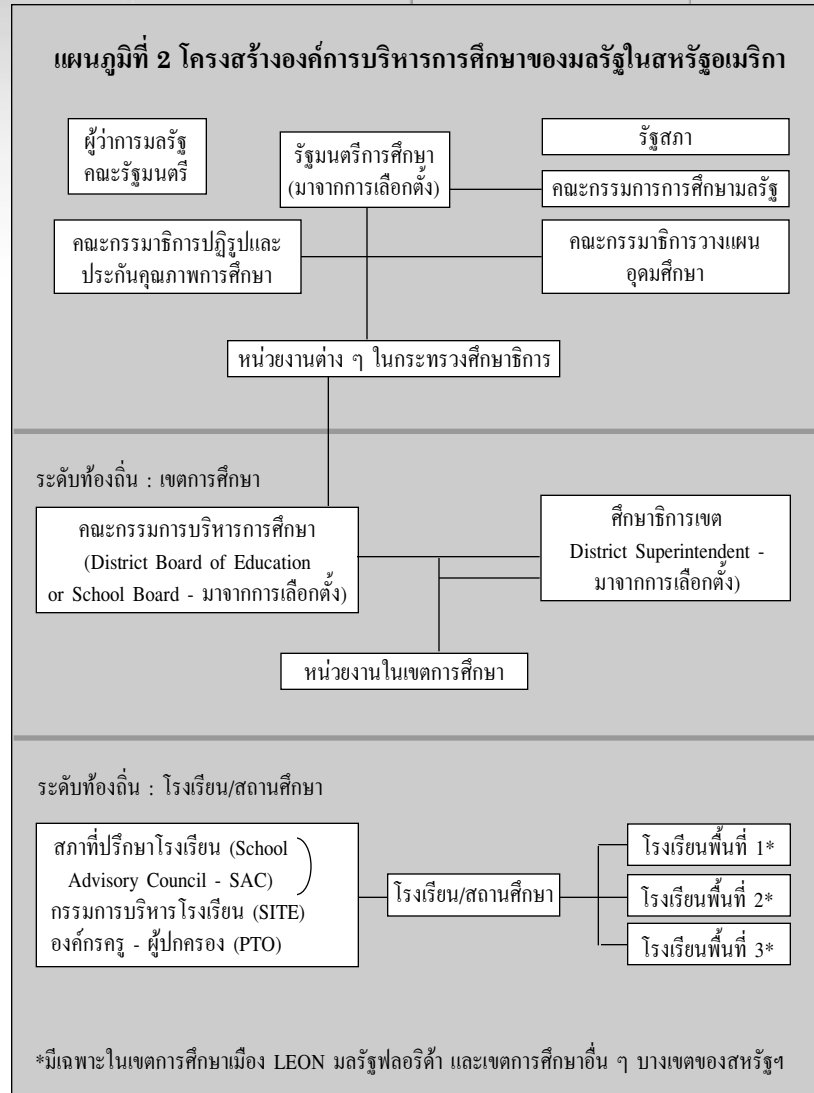 แผนภูมิที่ 2 โครงสร้างองค์การบริหารการศึกษาของมลรัฐในสหรัฐอเมริกา
ผู้ว่าการมลรัฐ
คณะรัฐมนตรี
รัฐมนตรีการศึกษา
(มาจากการเลือกตั้ง)
รัฐสภา
คณะกรรมการการศึกษามลรัฐ
คณะกรรมาธิการปฏิรูปและ
ประกันคุณภาพการศึกษา
คณะกรรมาธิการวางแผน
อุดมศึกษา
หน่วยงานต่าง ๆ ในกระทรวงศึกษาธิการ
ระดับท้องถิ่น : เขตการศึกษา
คณะกรรมการบริหารการศึกษา
(District Board of Education
or School Board - มาจากการเลือกตั้ง)
ศึกษาธิการเขต
District Superintendent -
มาจากการเลือกตั้ง)
หน่วยงานในเขตการศึกษา
ระดับท้องถิ่น : โรงเรียน/สถานศึกษา
สภาที่ปรึกษาโรงเรียน (School
Advisory Council - SAC)
กรรมการบริหารโรงเรียน (SITE)
องค์กรครู - ผู้ปกครอง (PTO)
โรงเรียน/สถานศึกษา
โรงเรียนพื้นที่ 1*
โรงเรียนพื้นที่ 2*
โรงเรียนพื้นที่ 3*
*มีเฉพาะในเขตการศึกษาเมือง LEON มลรัฐฟลอริด้า และเขตการศึกษาอื่น ๆ บางเขตของสหรัฐฯ